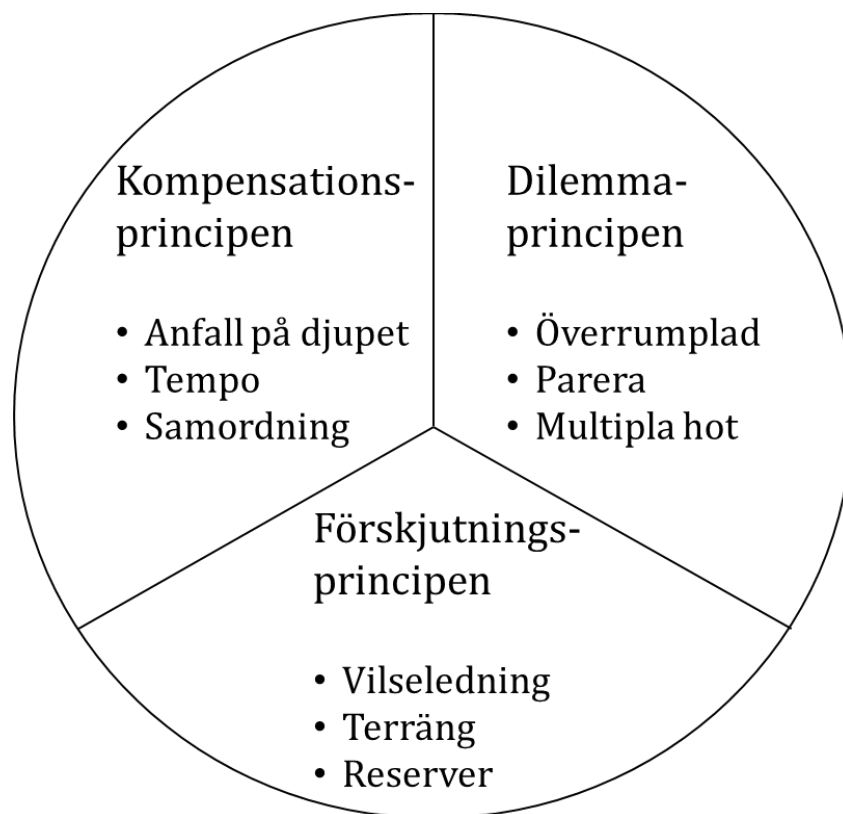 Kompensations-
principen
• Anfall på djupet
• Tempo
• Samordning
Dilemma-
principen
• Överrumplad
• Parera
• Multipla hot
Förskjutnings-
principen
• Vilseledning
• Terräng
• Reserver